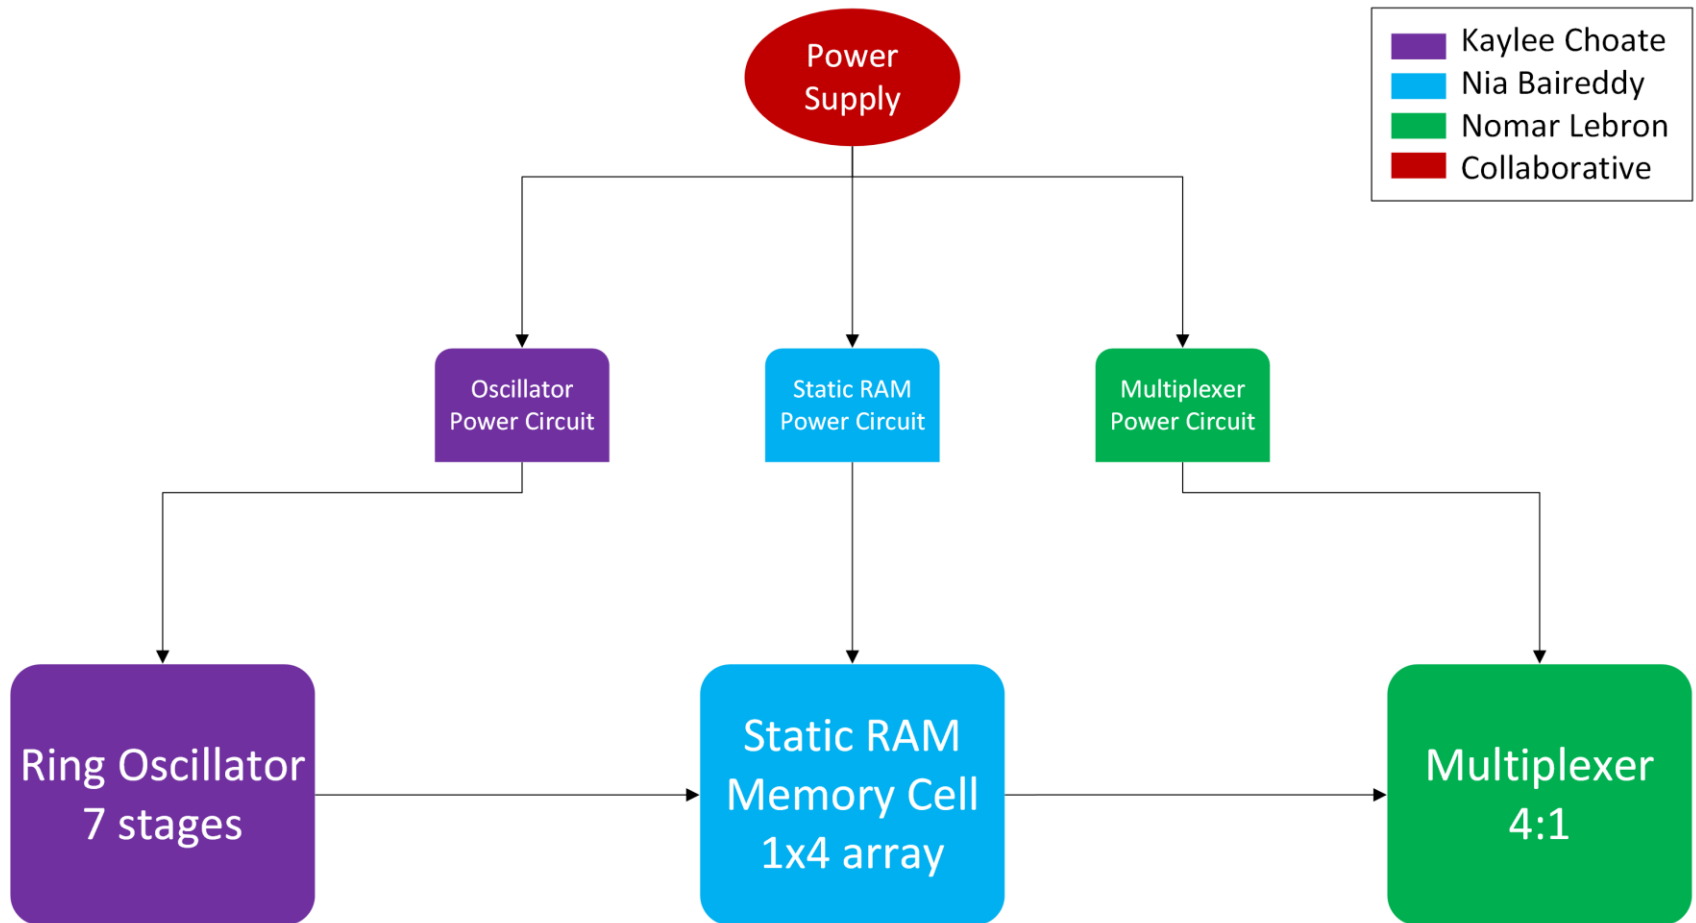 Power
Supply
Kaylee Choate
Nia Baireddy
Nomar Lebron
Collaborative
Oscillator
Power Circuit
Static RAM
Power Circuit
Multiplexer
Power Circuit
Ring Oscillator
7 stages
Static RAM
Memory Cell
1x4 array
Multiplexer
4:1